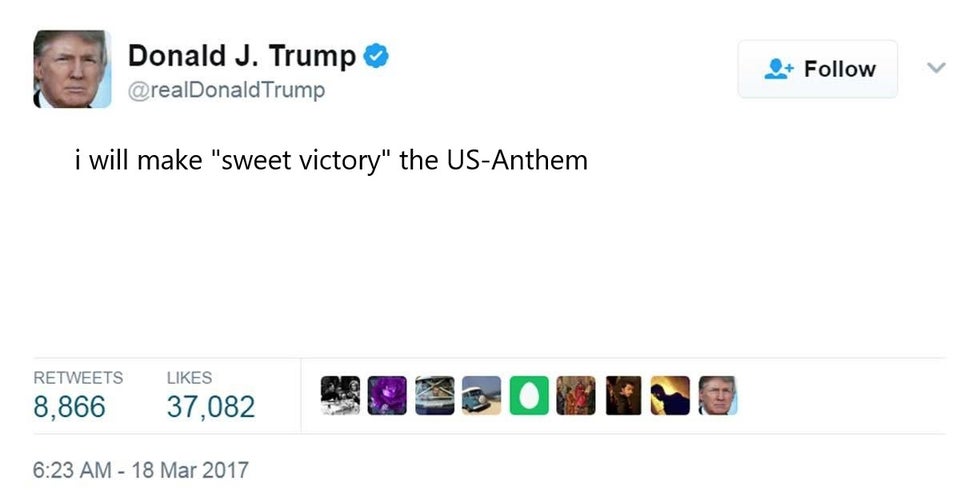 Donald J. Trump
@realDonaldTrump
Follow
i will make "sweet victory" the US-Anthem
RETWEETS LIKES
8,866 37,082
6:23 AM - 18 Mar 2017